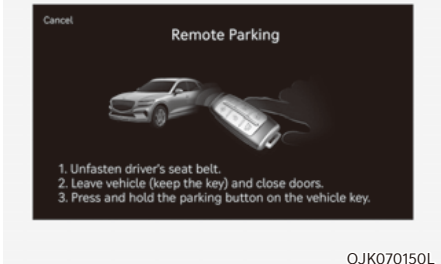 Cancel
Remote Parking
1. Unfasten driver's seat belt.
2. Leave vehicle (keep the key) and close doors.
3. Press and hold the parking button on the vehicle key.
OJK070150L